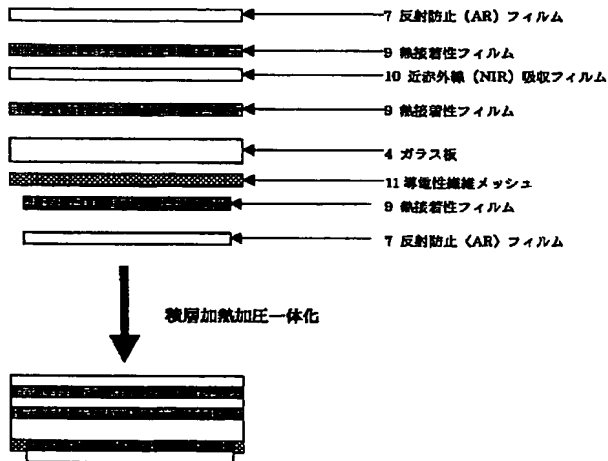 7 反射防止（AR）フィルム
9 熱接着性フィルム
10 近赤外線（NIR）吸収フィルム
9 熱接着性フィルム
4 ガラス板
11 導電性繊維メッシュ
9 熱接着性フィルム
7 反射防止（AR）フィルム
積層加熱加圧一体化